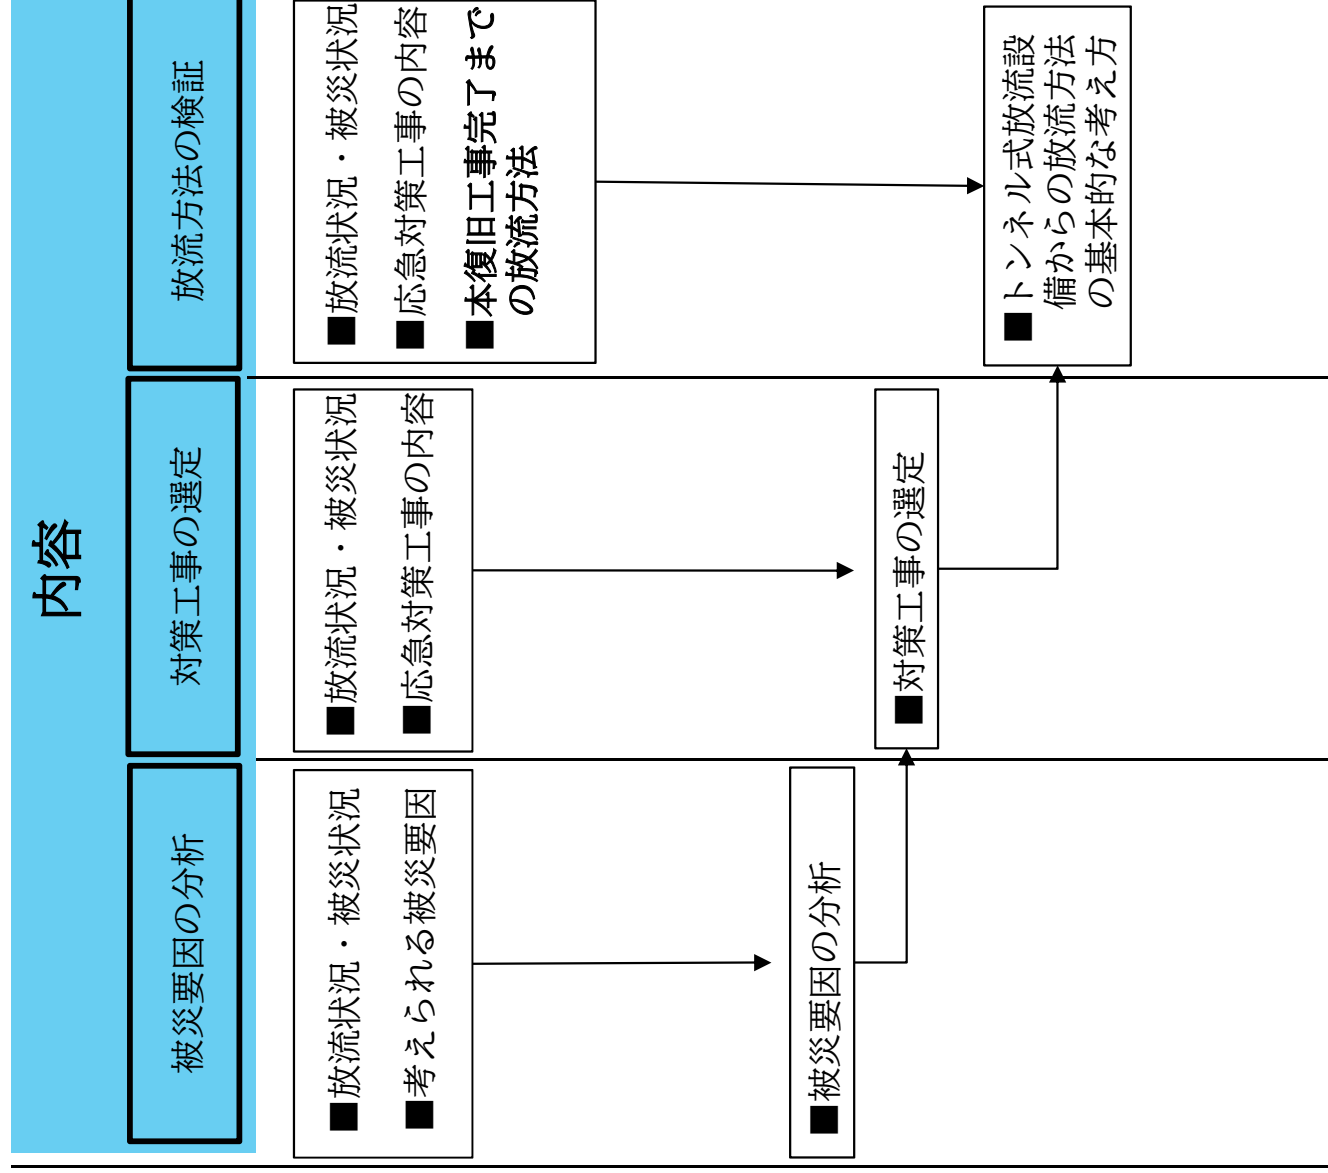 内容
被災要因の分析
対策工事の選定
放流方法の検証
■放流状況・被災状況
■考えられる被災要因
■放流状況・被災状況
■応急対策工事の内容
■放流状況・被災状況
■応急対策工事の内容
■本復旧工事完了まで
の放流方法
■被災要因の分析
■対策工事の選定
■トンネル式放流設
備からの放流方法
の基本的な考え方